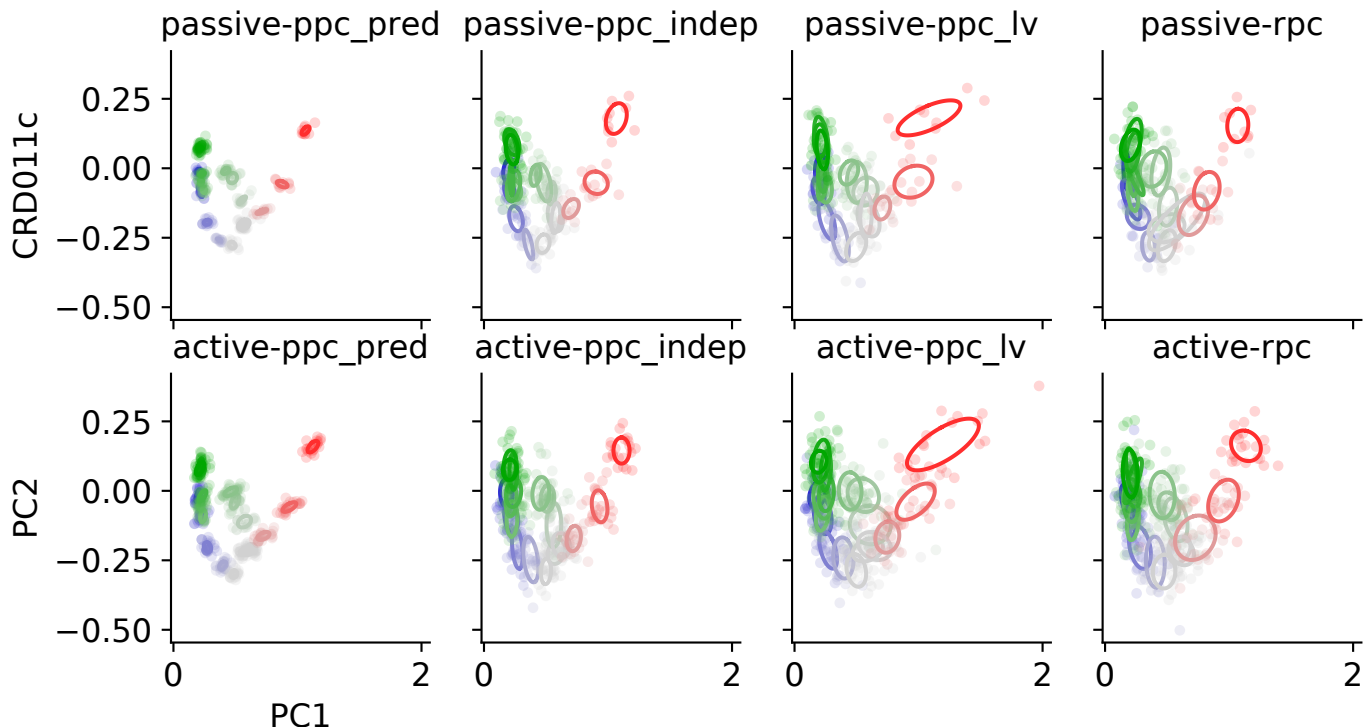 passive-ppc_pred passive-ppc_indep passive-ppc_lv passive-rpc
CRD011c
0.25
0.00
−0.25
−0.50
active-ppc_pred active-ppc_indep active-ppc_lv active-rpc
PC2
0.25
0.00
−0.25
−0.50
0 2 0 2 0 2 0 2
PC1